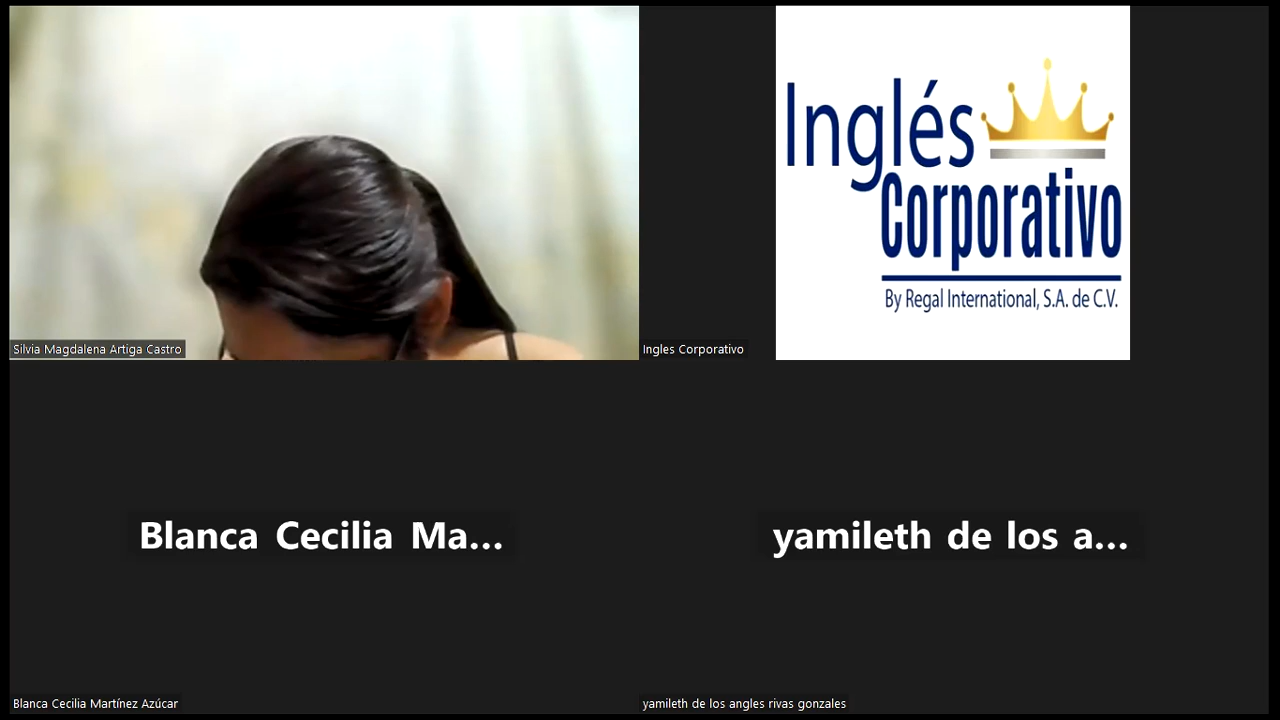 Inglés
Corporativo
By Regal International, S.A. de C.V.
Silvia Magdalena Artiga Castro
Ingles Corporativo
Blanca Cecilia Ma...
yamileth de los a...
Blanca Cecilia Martínez Azúcar
yamileth de los angles rivas gonzales